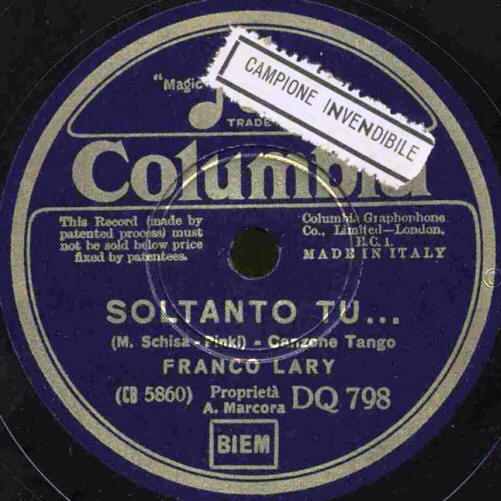 "Magic
CAMPIONE INVENDIBILE
TRADE
Columbia
This Record (made by
patented process) must
not be sold below price
fixed by patentees.
Columbia Graphophone
Co., Limited—London,
E.C.1.
MADE IN ITALY
SOLTANTO TU...
(M. Schisa - Pinki) - Canzone Tango
FRANCO LARY
(CB 5860) Proprietà DQ 798
A. Marcora
BIEM